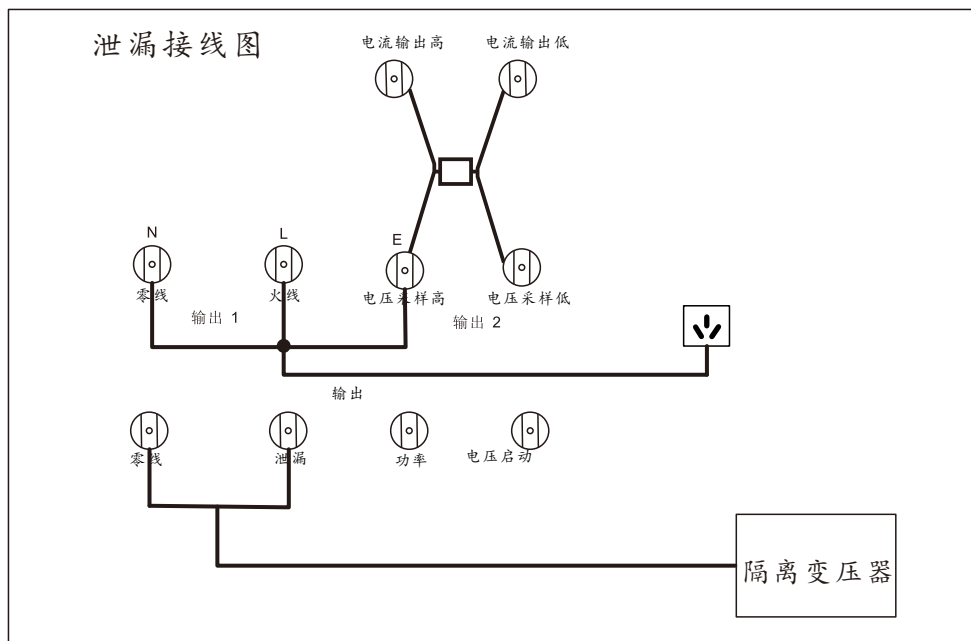 泄漏接线图
电流输出高
电流输出低
N
L
E
零线
火线
电压采样高
电压采样低
输出 1
输出 2
输出
零线
泄漏
功率
电压启动
隔离变压器